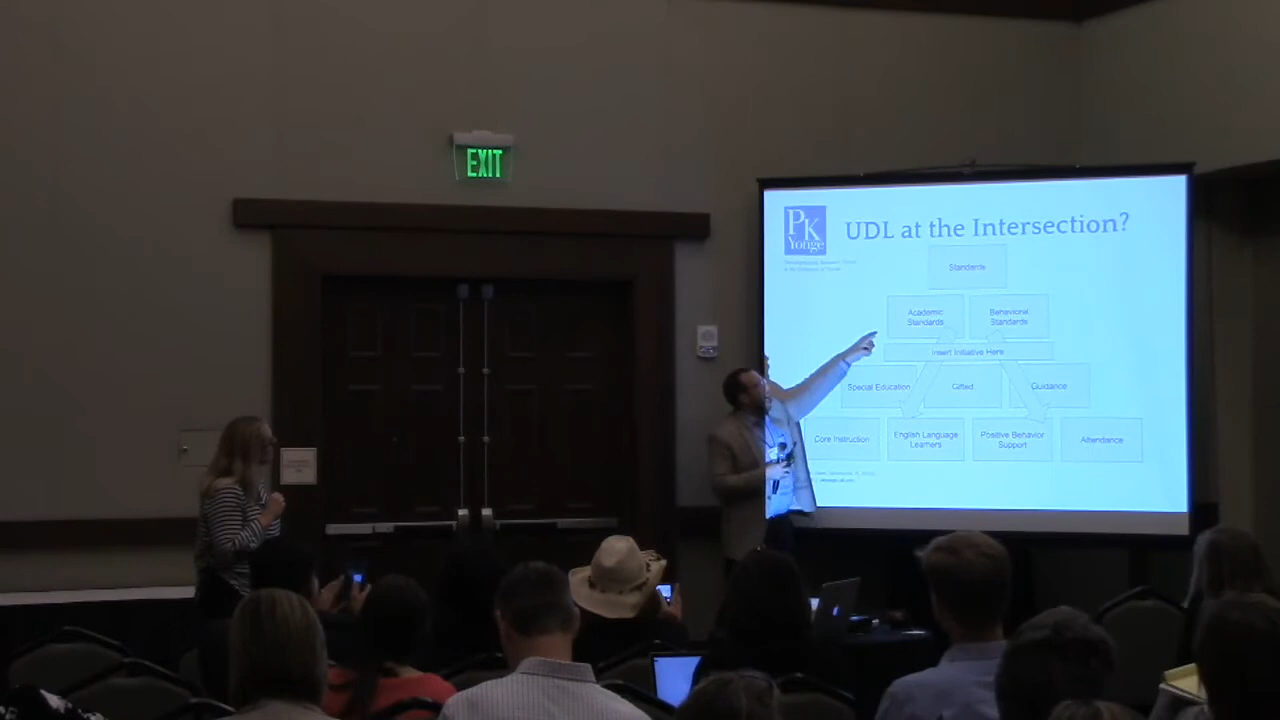 EXIT
PK
Yonge
UDL at the Intersection?
Standards
Academic
Standards
Behavioral
Standards
Insert Initiative Here
Special Education
Gifted
Guidance
Core Instruction
English Language
Learners
Positive Behavior
Support
Attendance